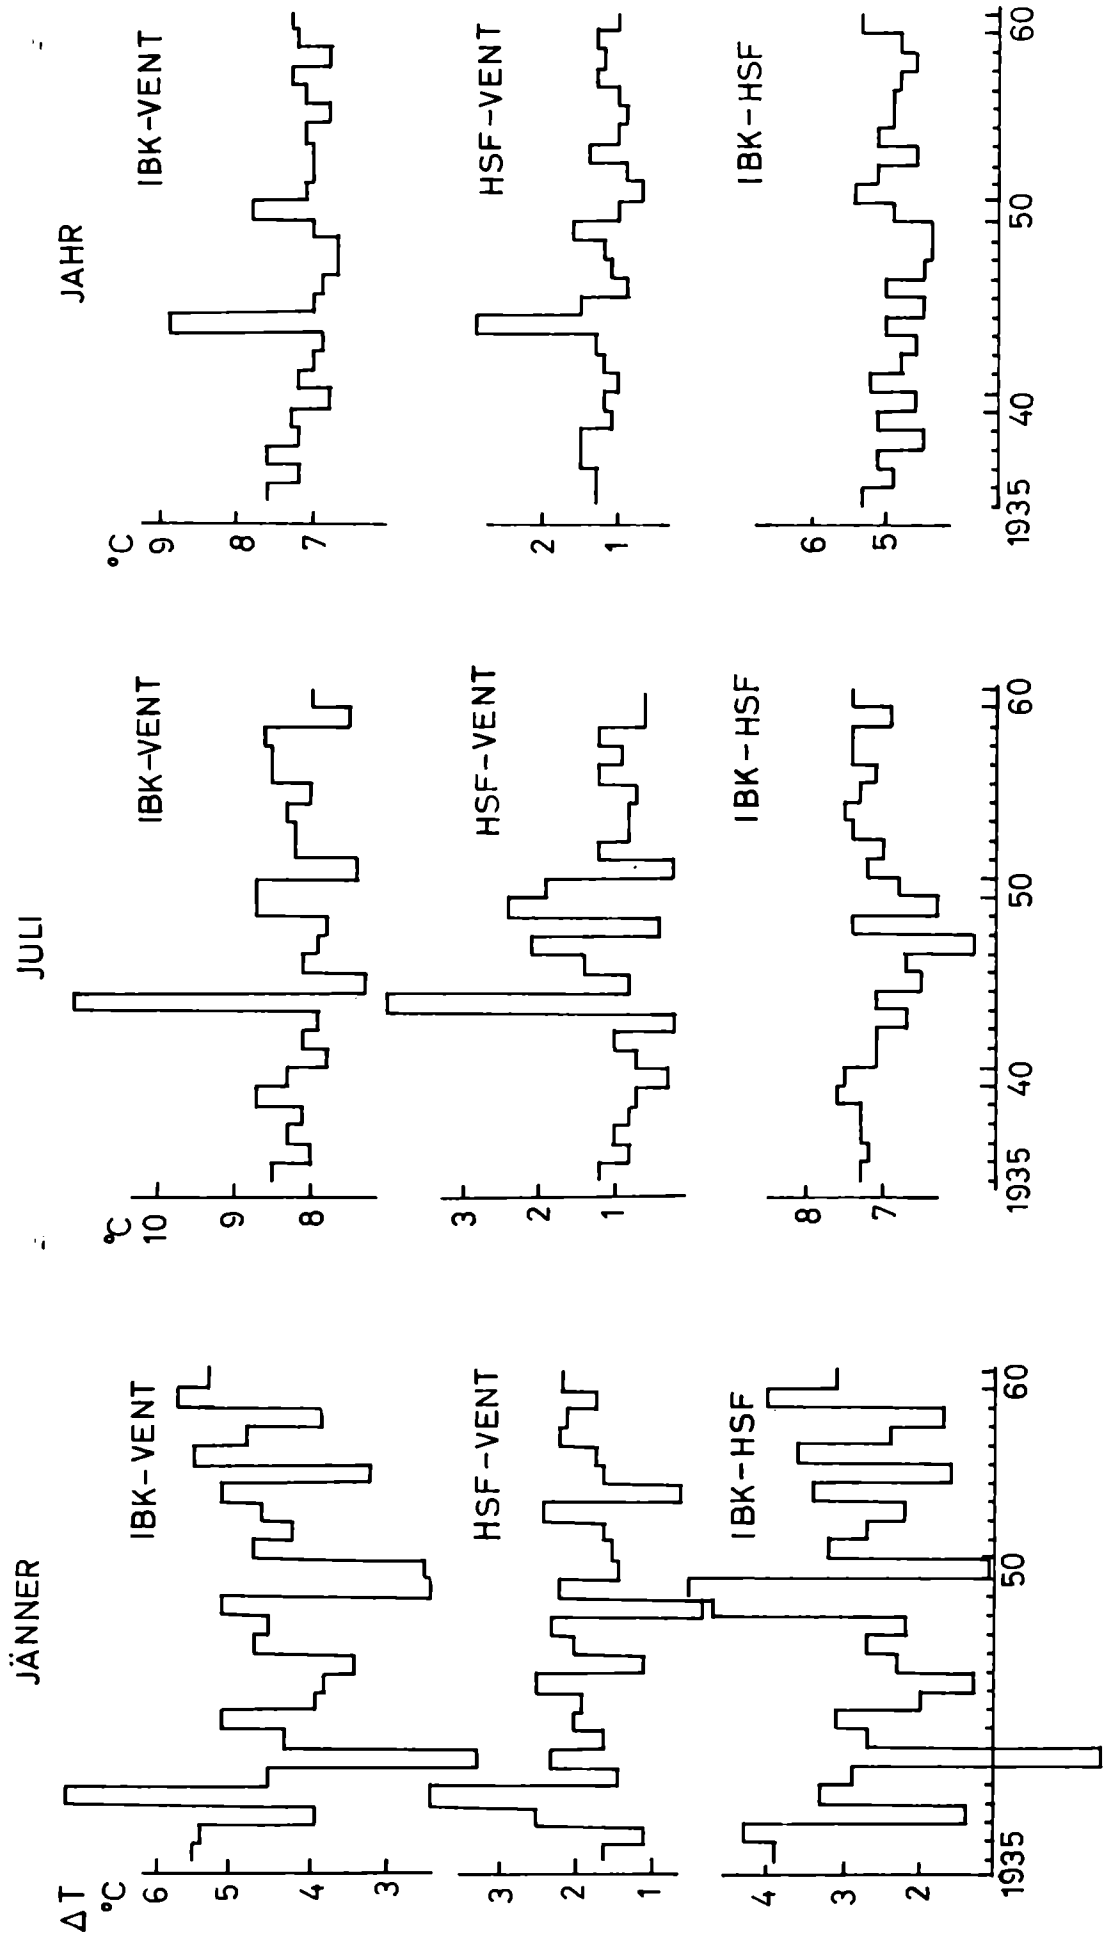 JÄNNER
ΔT
°C
IBK-VENT
6
5
4
3
HSF-VENT
3
2
1
IBK-HSF
4
3
2
1935
50
60
JULI
°C
IBK-VENT
10
9
8
HSF-VENT
3
2
1
IBK-HSF
8
7
1935
40
50
60
JAHR
°C
IBK-VENT
9
8
7
HSF-VENT
2
1
IBK-HSF
6
5
1935
40
50
60